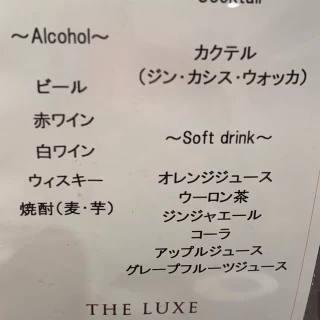 Cocktail
～Alcohol～
ビール
赤ワイン
白ワイン
ウィスキー
焼酎（麦・芋）
カクテル
（ジン・カシス・ウォッカ）
～Soft drink～
オレンジジュース
ウーロン茶
ジンジャエール
コーラ
アップルジュース
グレープフルーツジュース
THE LUXE